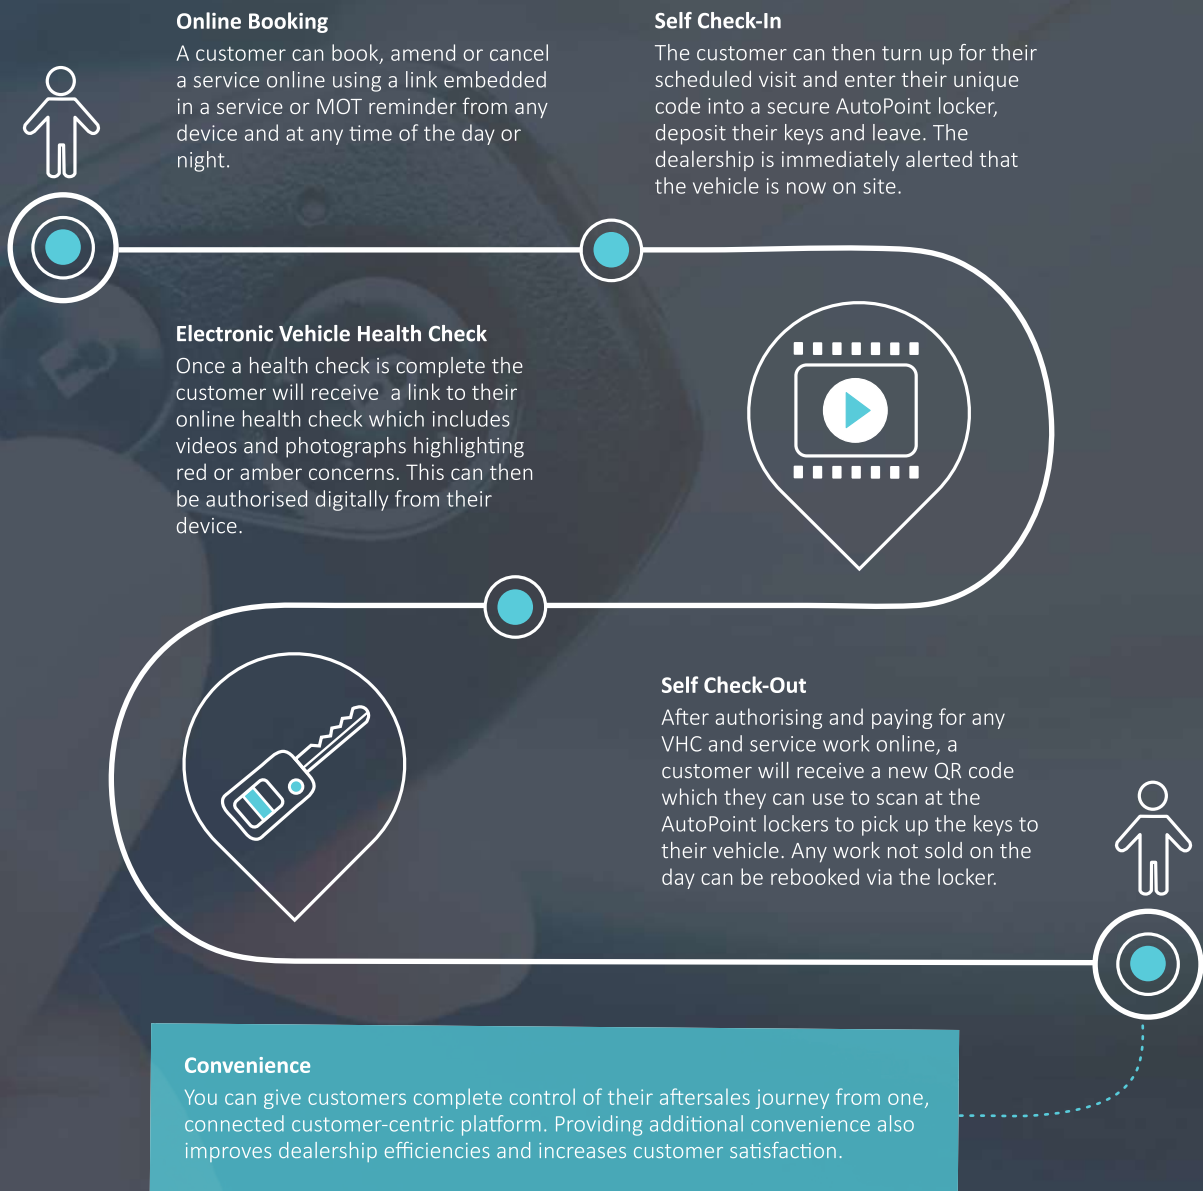 Online Booking
A customer can book, amend or cancel
a service online using a link embedded
in a service or MOT reminder from any
device and at any time of the day or
night.
Self Check-In
The customer can then turn up for their
scheduled visit and enter their unique
code into a secure AutoPoint locker,
deposit their keys and leave. The
dealership is immediately alerted that
the vehicle is now on site.
Electronic Vehicle Health Check
Once a health check is complete the
customer will receive  a link to their
online health check which includes
videos and photographs highlighting
red or amber concerns. This can then
be authorised digitally from their
device.
Self Check-Out
After authorising and paying for any
VHC and service work online, a
customer will receive a new QR code
which they can use to scan at the
AutoPoint lockers to pick up the keys to
their vehicle. Any work not sold on the
day can be rebooked via the locker.
Convenience
You can give customers complete control of their aftersales journey from one,
connected customer-centric platform. Providing additional convenience also
improves dealership efficiencies and increases customer satisfaction.